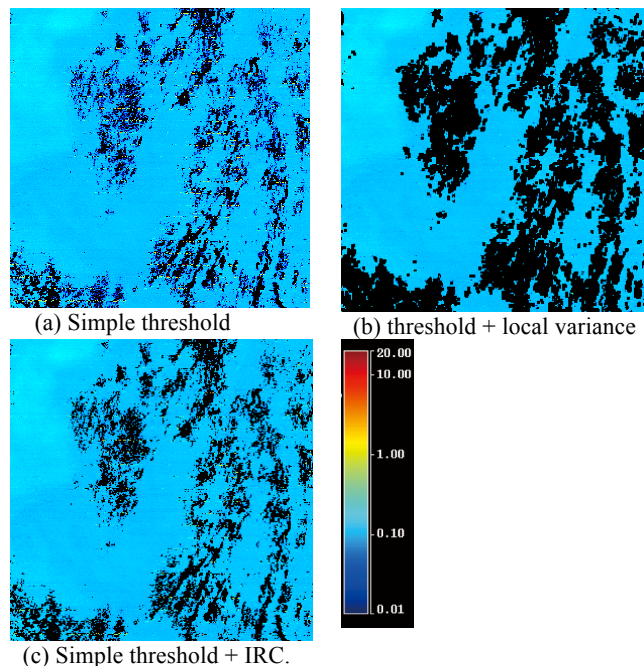 (a) Simple threshold
(b) threshold + local variance
20.00
10.00
1.00
0.10
0.01
(c) Simple threshold + IRC.